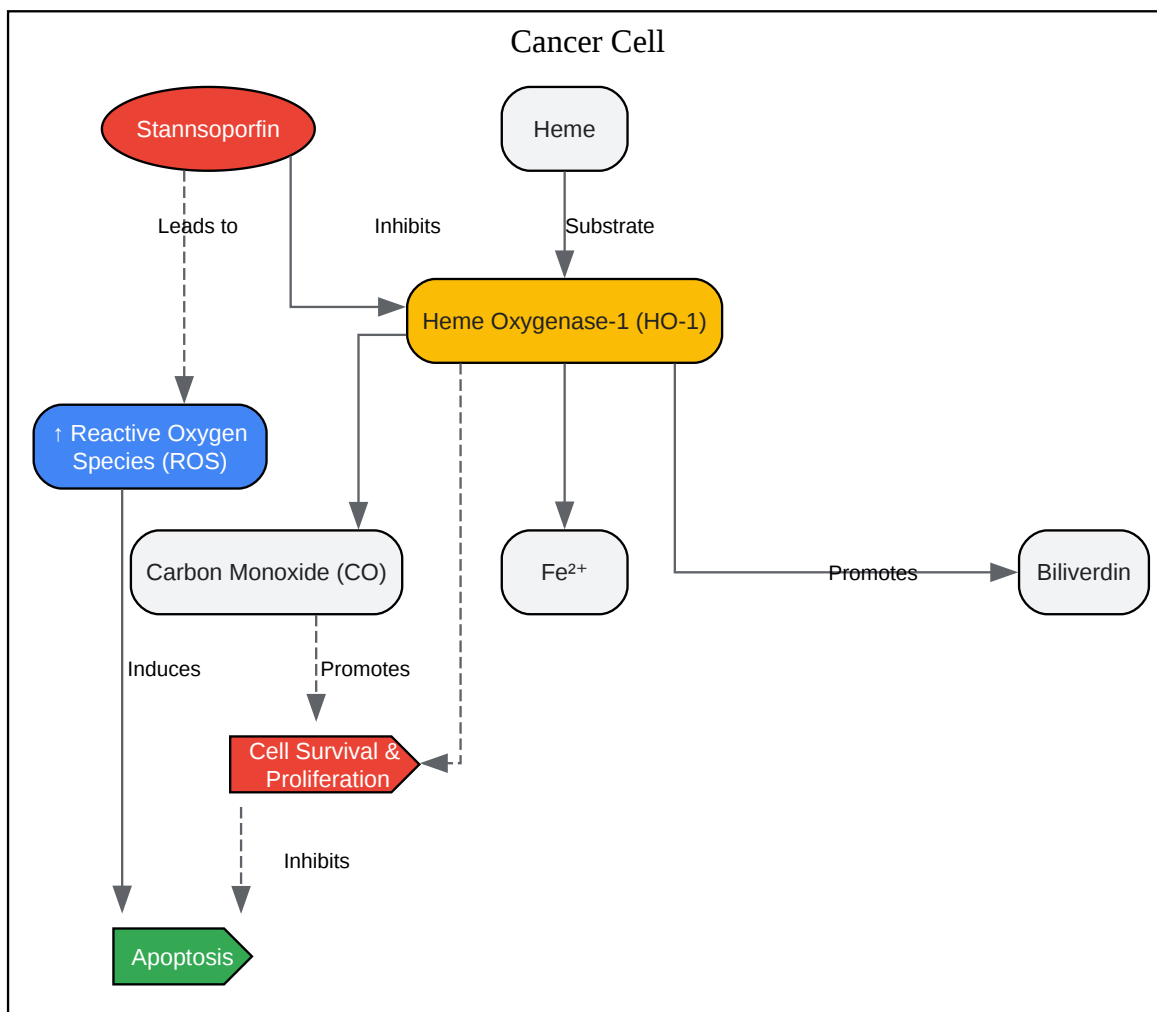 Cancer Cell
Stannsoporfin
Heme
Leads to
Inhibits
Substrate
Heme Oxygenase-1 (HO-1)
↑ Reactive Oxygen
Species (ROS)
Carbon Monoxide (CO)
Fe²⁺
Promotes
Biliverdin
Induces
Promotes
Cell Survival &
Proliferation
Inhibits
Apoptosis